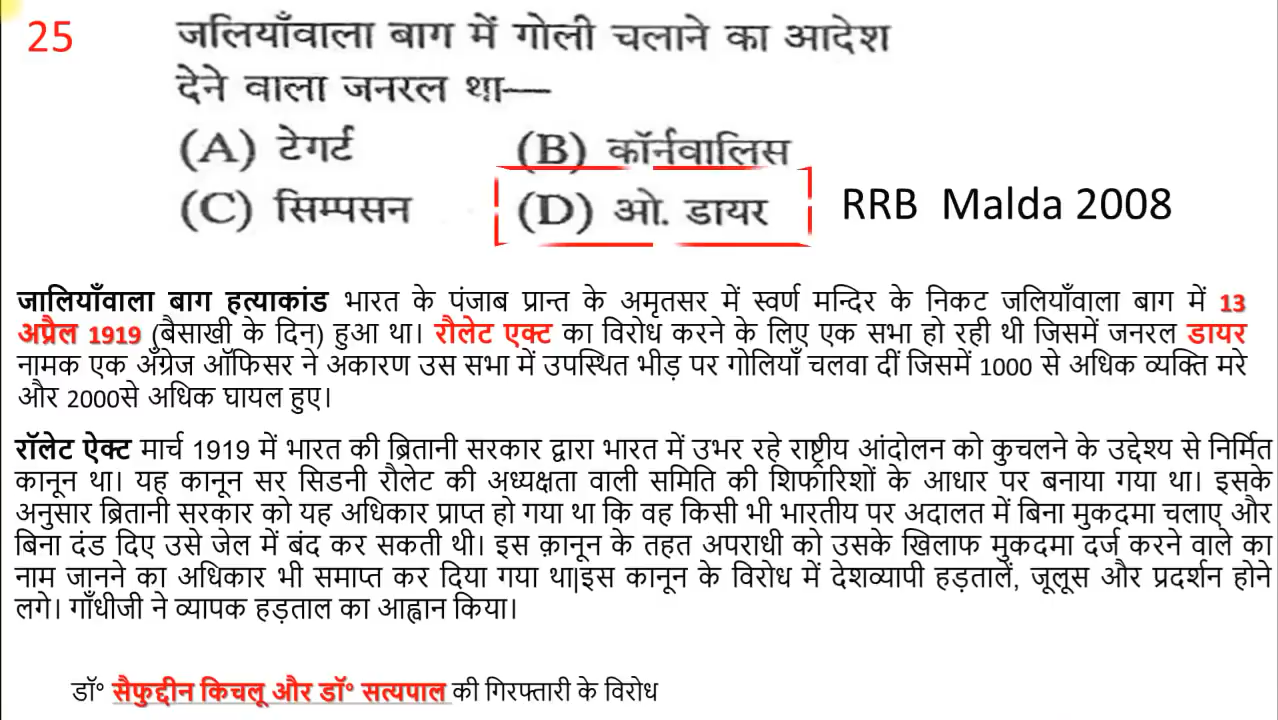 25
जलियाँवाला बाग में गोली चलाने का आदेश
देने वाला जनरल था—
(A) टेगर्ट (B) कॉर्नवालिस
(C) सिम्पसन (D) ओ. डायर RRB Malda 2008
जालियाँवाला बाग हत्याकांड भारत के पंजाब प्रान्त के अमृतसर में स्वर्ण मन्दिर के निकट जलियाँवाला बाग में 13
अप्रैल 1919 (बैसाखी के दिन) हुआ था। रौलेट एक्ट का विरोध करने के लिए एक सभा हो रही थी जिसमें जनरल डायर
नामक एक अँग्रेज ऑफिसर ने अकारण उस सभा में उपस्थित भीड़ पर गोलियाँ चलवा दीं जिसमें 1000 से अधिक व्यक्ति मरे
और 2000से अधिक घायल हुए।
रॉलेट ऐक्ट मार्च 1919 में भारत की ब्रितानी सरकार द्वारा भारत में उभर रहे राष्ट्रीय आंदोलन को कुचलने के उद्देश्य से निर्मित
कानून था। यह कानून सर सिडनी रौलेट की अध्यक्षता वाली समिति की शिफारिशों के आधार पर बनाया गया था। इसके
अनुसार ब्रितानी सरकार को यह अधिकार प्राप्त हो गया था कि वह किसी भी भारतीय पर अदालत में बिना मुकदमा चलाए और
बिना दंड दिए उसे जेल में बंद कर सकती थी। इस क़ानून के तहत अपराधी को उसके खिलाफ मुकदमा दर्ज करने वाले का
नाम जानने का अधिकार भी समाप्त कर दिया गया था|इस कानून के विरोध में देशव्यापी हड़तालें, जूलूस और प्रदर्शन होने
लगे। गाँधीजी ने व्यापक हड़ताल का आह्वान किया।
डॉ° सैफुद्दीन किचलू और डॉ° सत्यपाल की गिरफ्तारी के विरोध